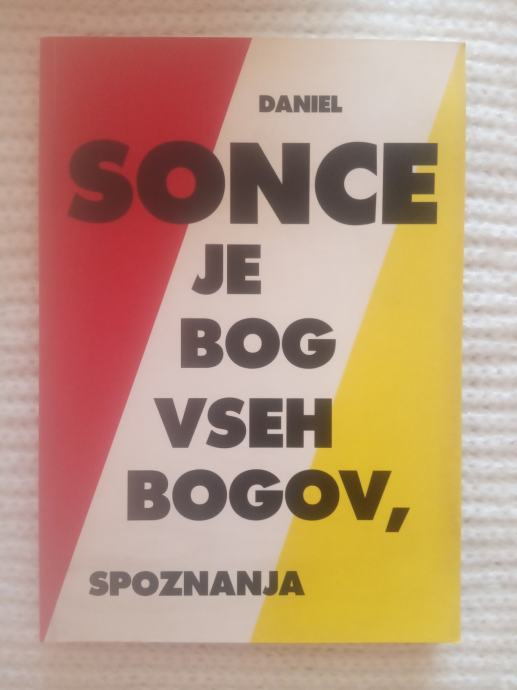 DANIEL
SONCE
JE
BOG
VSEH
BOGOV,
SPOZNANJA